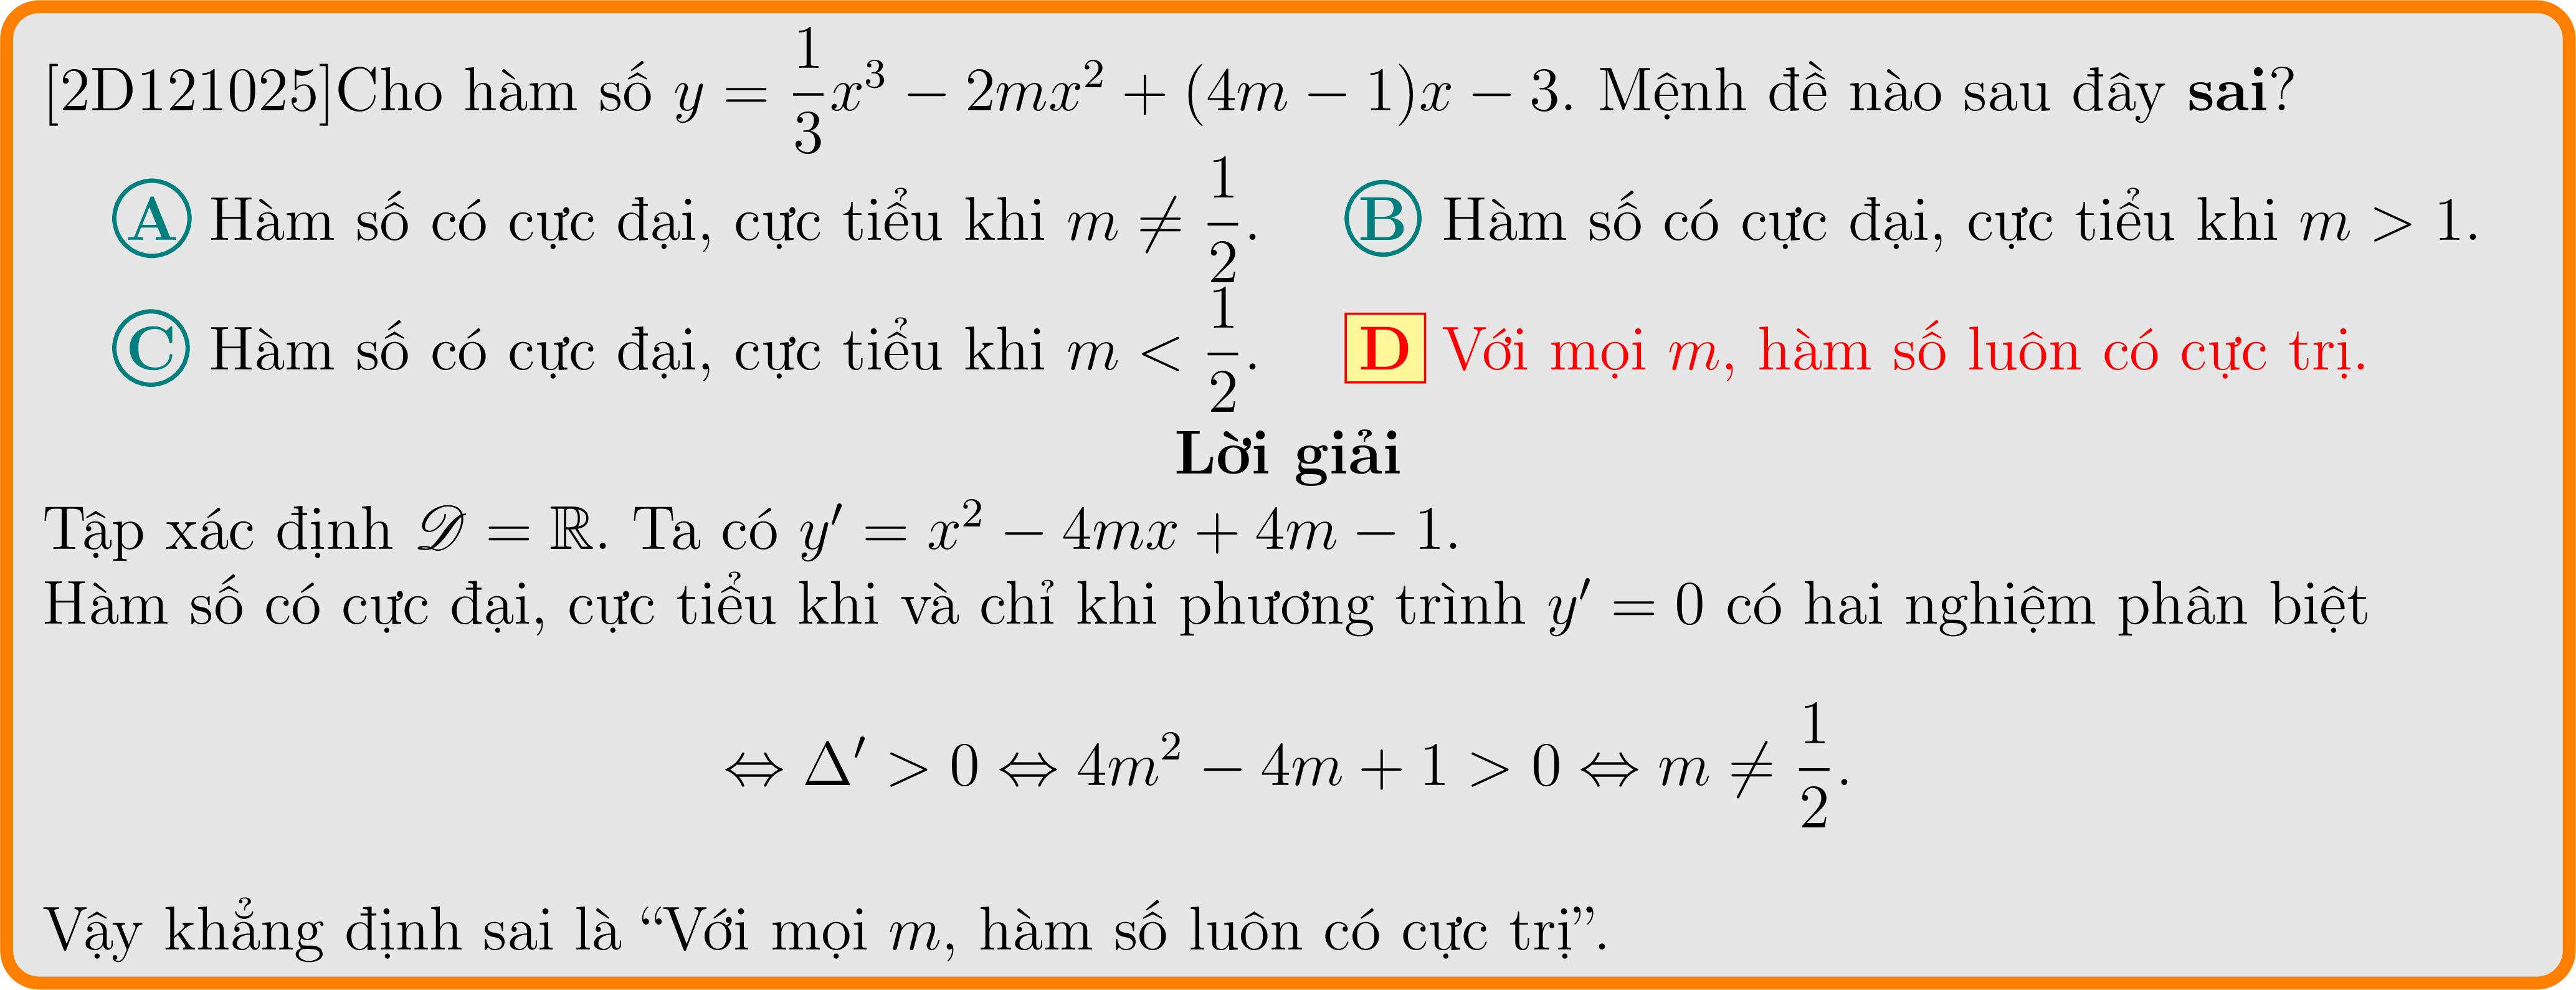 [2D121025]Cho hàm số $y = \dfrac{1}{3}x^3 - 2mx^2 + (4m - 1)x - 3$. Mệnh đề nào sau đây sai?
A Hàm số có cực đại, cực tiểu khi $m \neq \dfrac{1}{2}$. B Hàm số có cực đại, cực tiểu khi $m > 1$.
C Hàm số có cực đại, cực tiểu khi $m < \dfrac{1}{2}$. D Với mọi $m$, hàm số luôn có cực trị.
Lời giải
Tập xác định $\mathscr{D} = \mathbb{R}$. Ta có $y' = x^2 - 4mx + 4m - 1$.
Hàm số có cực đại, cực tiểu khi và chỉ khi phương trình $y' = 0$ có hai nghiệm phân biệt
$\Leftrightarrow \Delta' > 0 \Leftrightarrow 4m^2 - 4m + 1 > 0 \Leftrightarrow m \neq \dfrac{1}{2}$.
Vậy khẳng định sai là “Với mọi $m$, hàm số luôn có cực trị”.